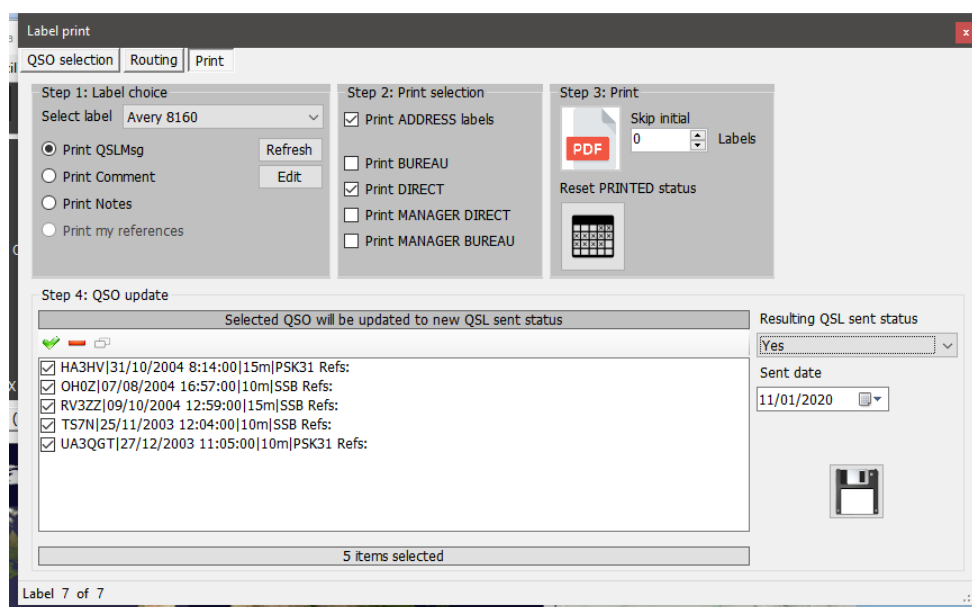 Label print
x
QSO selection Routing Print
Step 1: Label choice
Select label Avery 8160
Print QSLMsg Refresh
Print Comment Edit
Print Notes
Print my references
Step 2: Print selection
Print ADDRESS labels
Print BUREAU
Print DIRECT
Print MANAGER DIRECT
Print MANAGER BUREAU
Step 3: Print
PDF
Skip initial
0 Labels
Reset PRINTED status
Step 4: QSO update
Selected QSO will be updated to new QSL sent status
HA3HV|31/10/2004 8:14:00|15m|PSK31 Refs:
OH0Z|07/08/2004 16:57:00|10m|SSB Refs:
RV3ZZ|09/10/2004 12:59:00|15m|SSB Refs:
TS7N|25/11/2003 12:04:00|10m|SSB Refs:
UA3QGT|27/12/2003 11:05:00|10m|PSK31 Refs:
5 items selected
Resulting QSL sent status
Yes
Sent date
11/01/2020
Label 7 of 7